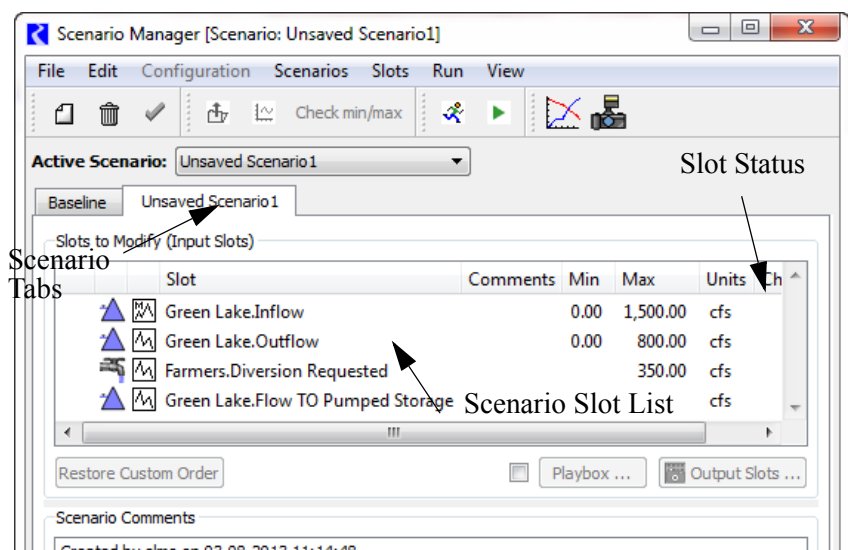 Scenario Manager [Scenario: Unsaved Scenario1]
File Edit Configuration Scenarios Slots Run View
Check min/max
Active Scenario: Unsaved Scenario1
Slot Status
Baseline Unsaved Scenario1
Slots to Modify (Input Slots)
Scenario
Tabs
Slot Comments Min Max Units Ch
Green Lake.Inflow 0.00 1,500.00 cfs
Green Lake.Outflow 0.00 800.00 cfs
Farmers.Diversion Requested 350.00 cfs
Green Lake.Flow TO Pumped Storage cfs
Scenario Slot List
Restore Custom Order Playbox ... Output Slots ...
Scenario Comments